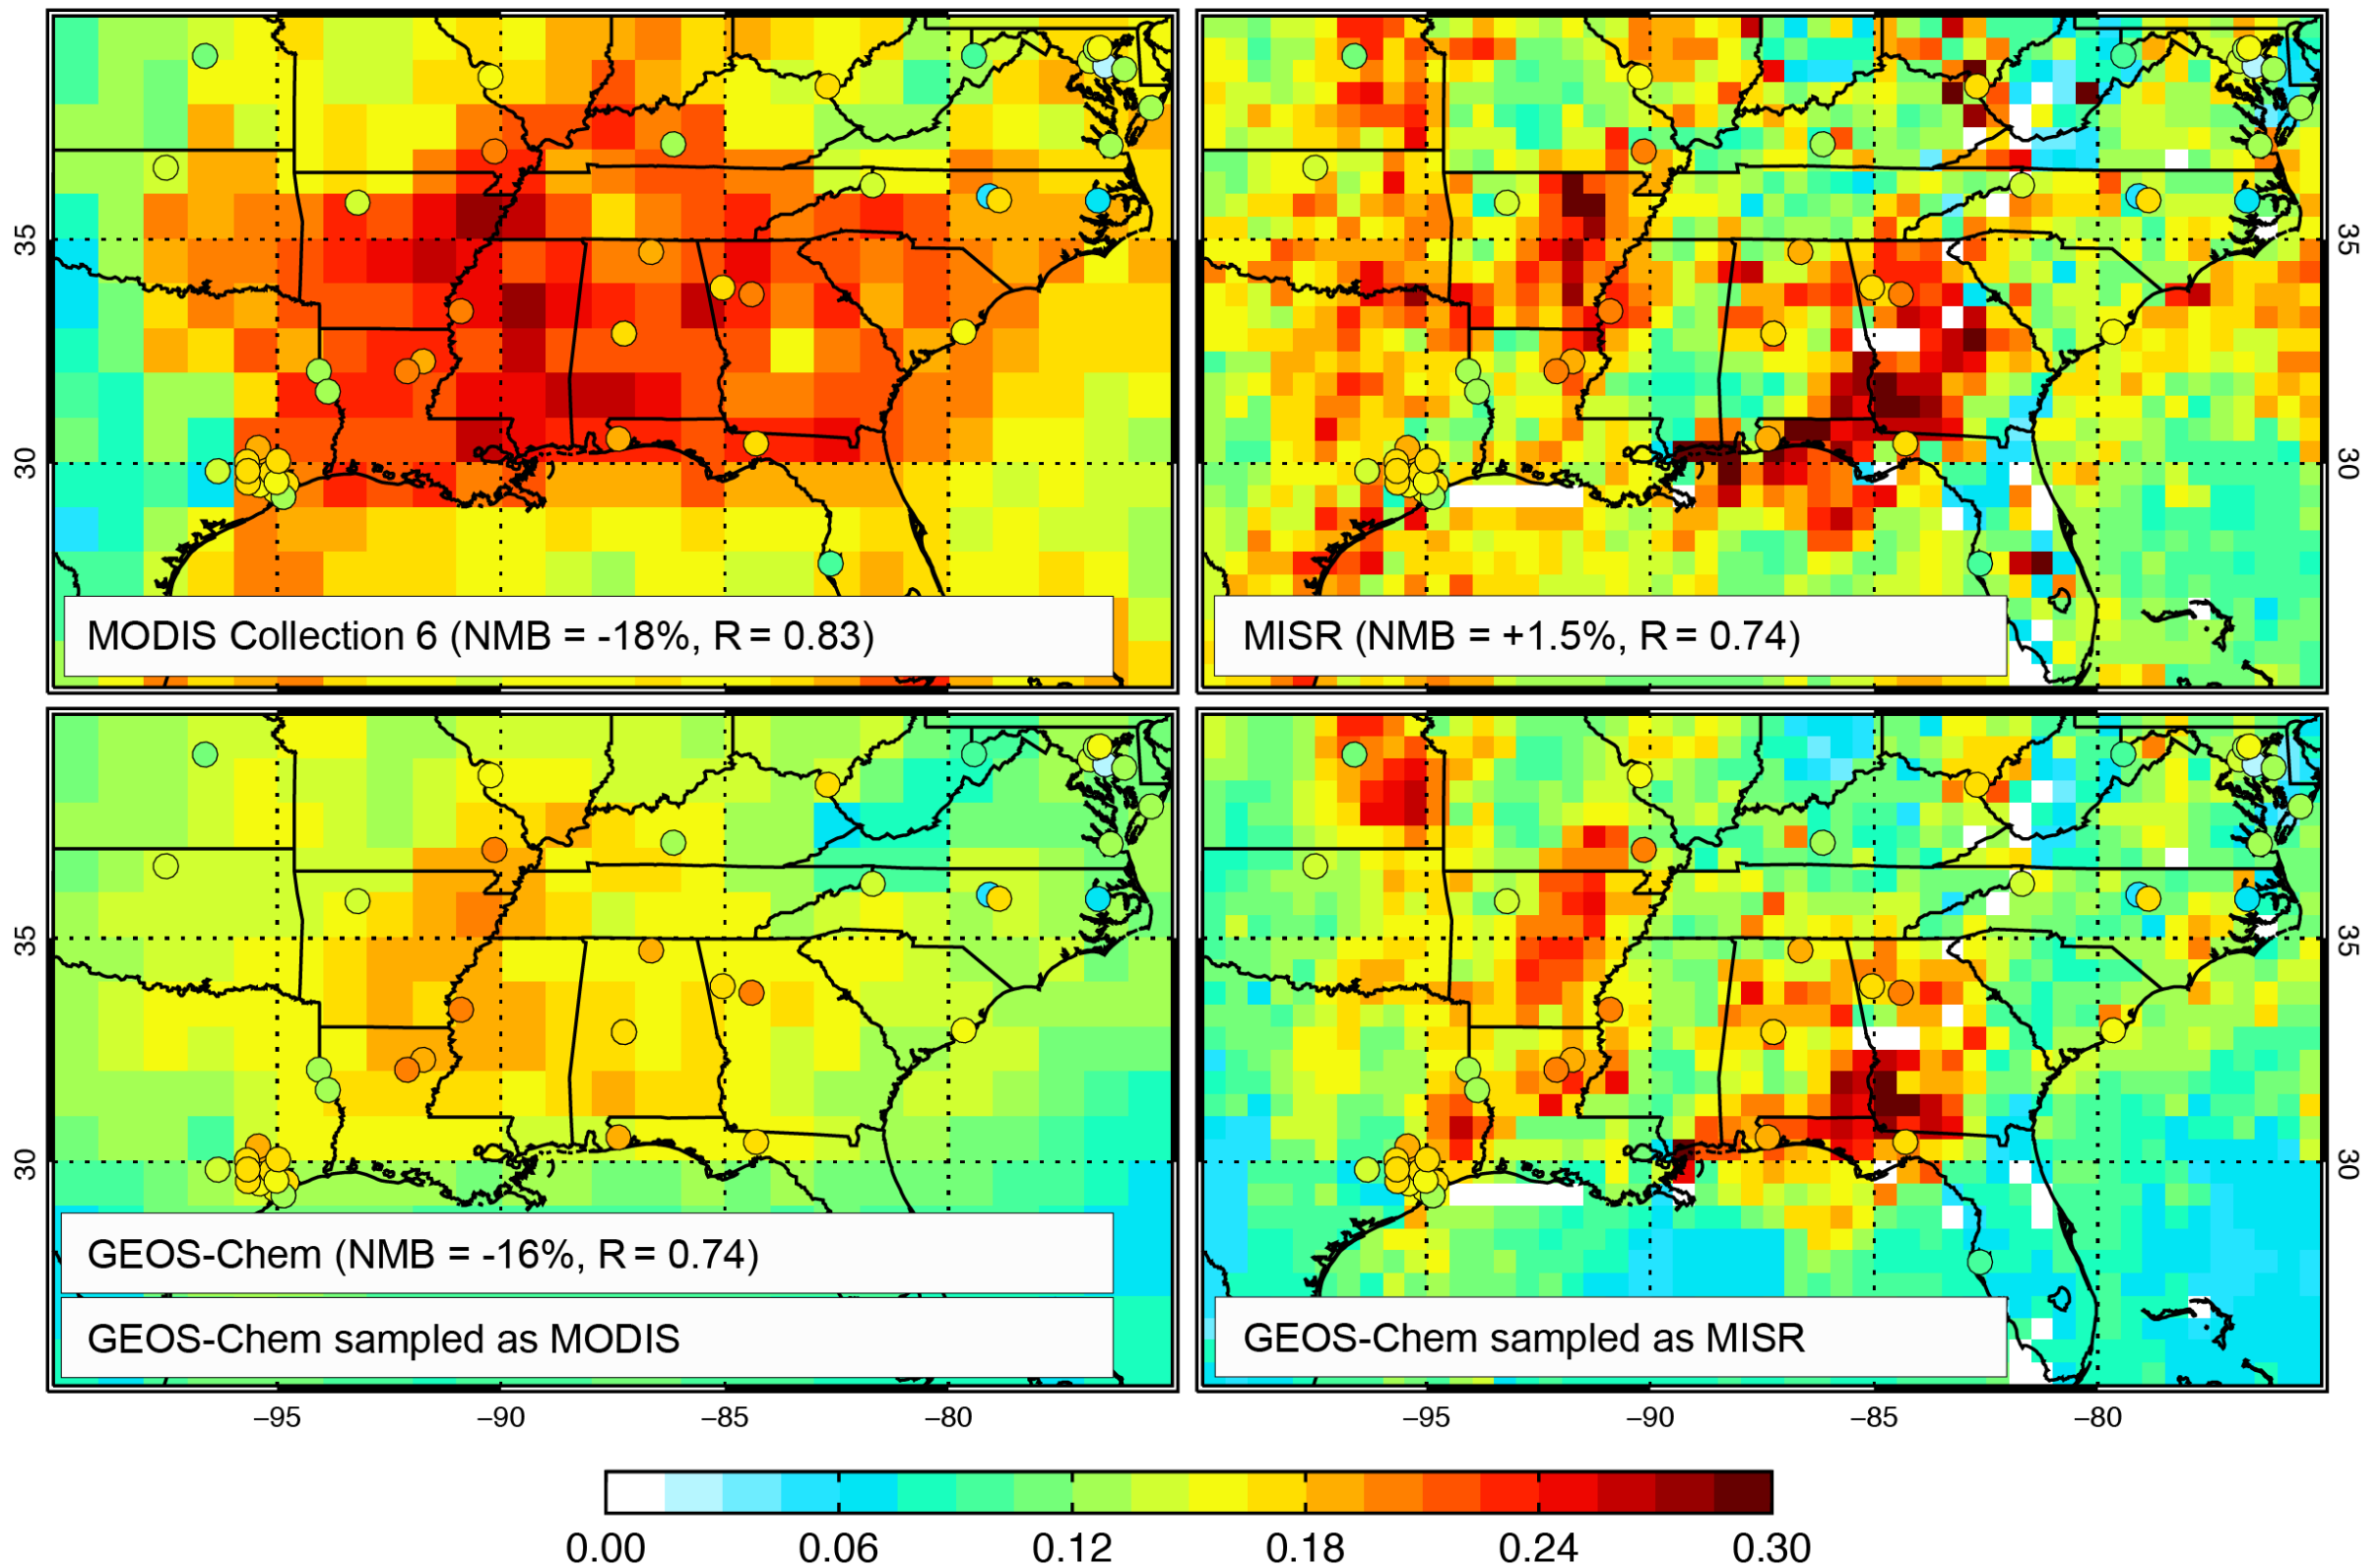 MODIS Collection 6 (NMB = -18%, R = 0.83)
MISR (NMB = +1.5%, R = 0.74)
35
30
35
30
GEOS-Chem (NMB = -16%, R = 0.74)
GEOS-Chem sampled as MODIS
GEOS-Chem sampled as MISR
35
30
35
30
−95 −90 −85 −80
−95 −90 −85 −80
0.00 0.06 0.12 0.18 0.24 0.30